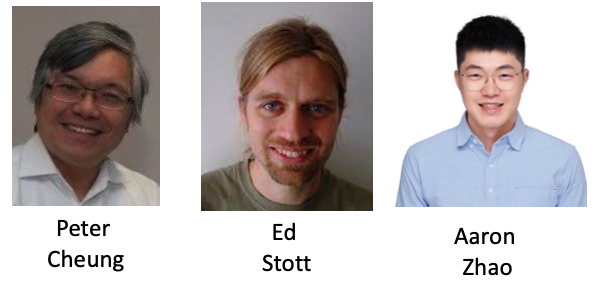 Peter
Cheung
Ed
Stott
Aaron
Zhao